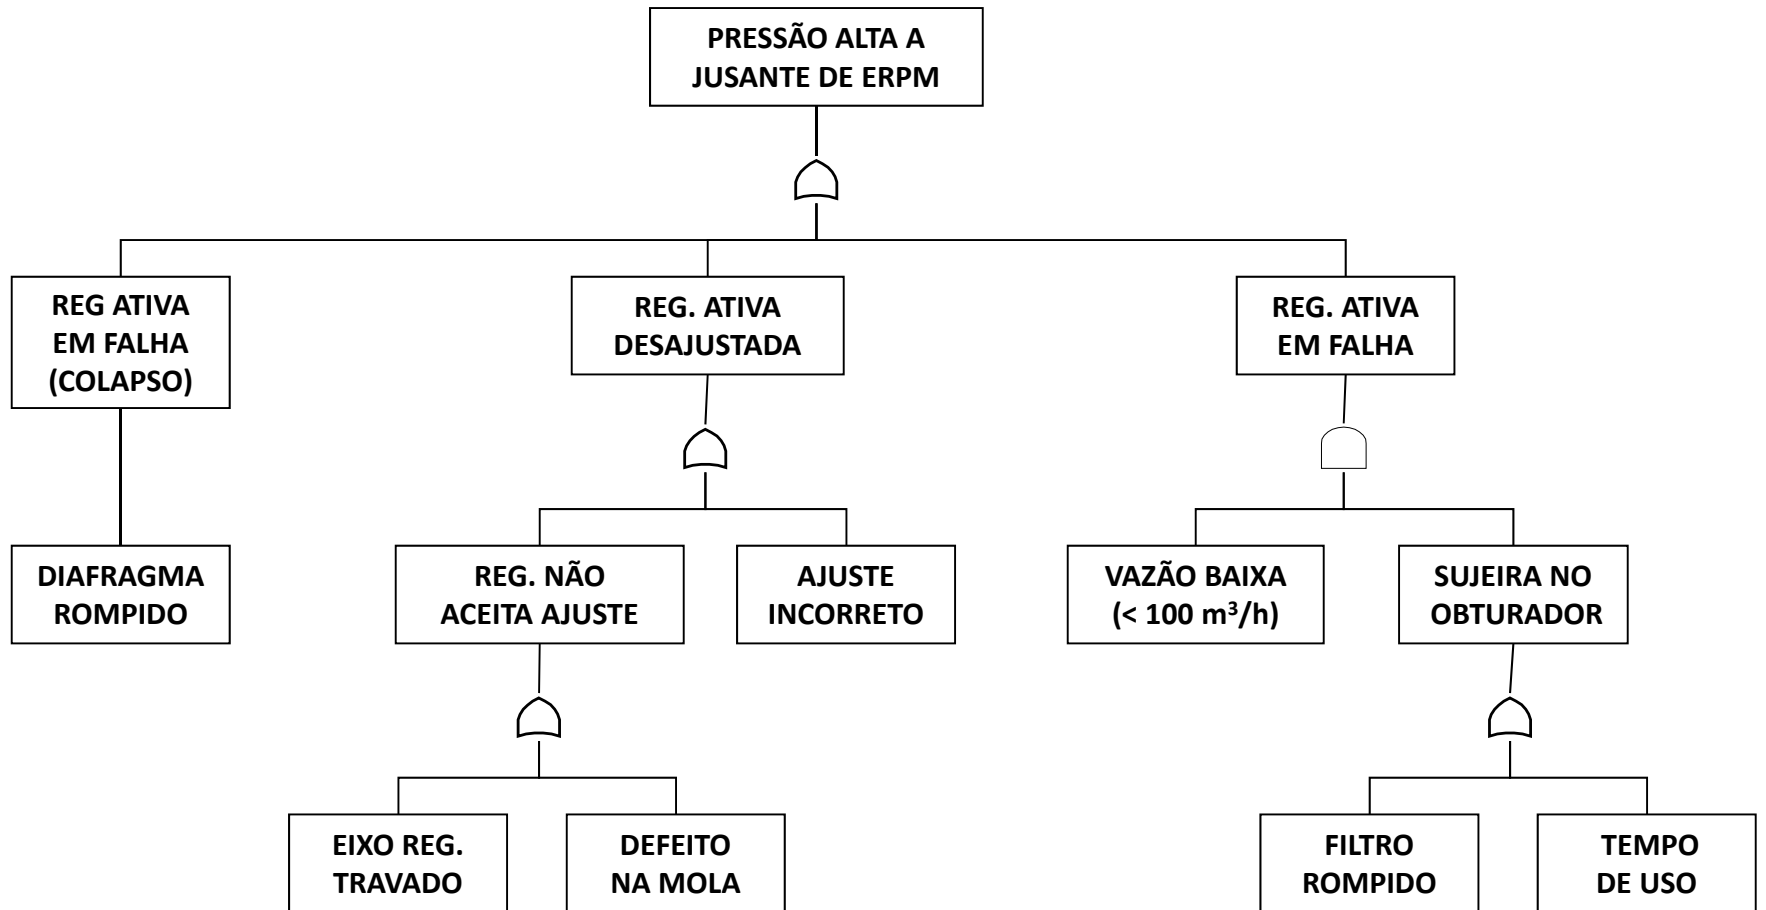 PRESSÃO ALTA A
JUSANTE DE ERPM
REG ATIVA
EM FALHA
(COLAPSO)
REG. ATIVA
DESAJUSTADA
REG. ATIVA
EM FALHA
DIAFRAGMA
ROMPIDO
REG. NÃO
ACEITA AJUSTE
AJUSTE
INCORRETO
VAZÃO BAIXA
(< 100 m³/h)
SUJEIRA NO
OBTURADOR
EIXO REG.
TRAVADO
DEFEITO
NA MOLA
FILTRO
ROMPIDO
TEMPO
DE USO